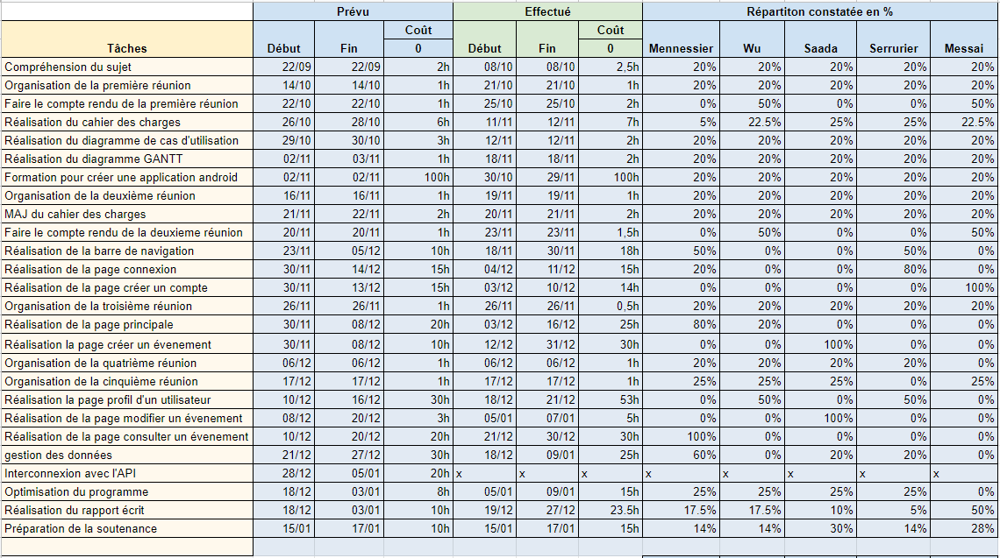 Prévu Effectué Répartiton constatée en %
Coût Coût
Tâches Début Fin 0 Début Fin 0 Mennessier Wu Saada Serrurier Messai
Compréhension du sujet 22/09 22/09 2h 08/10 08/10 2,5h 20% 20% 20% 20% 20%
Organisation de la première réunion 14/10 14/10 1h 21/10 21/10 1h 20% 20% 20% 20% 20%
Faire le compte rendu de la première réunion 22/10 22/10 1h 25/10 25/10 2h 0% 50% 0% 0% 50%
Réalisation du cahier des charges 26/10 28/10 6h 11/11 12/11 7h 5% 22.5% 25% 25% 22.5%
Réalisation du diagramme de cas d'utilisation 29/10 30/10 3h 12/11 12/11 2h 20% 20% 20% 20% 20%
Réalisation du diagramme GANTT 02/11 03/11 1h 18/11 18/11 2h 20% 20% 20% 20% 20%
Formation pour créer une application android 02/11 02/11 100h 30/10 29/11 100h 20% 20% 20% 20% 20%
Organisation de la deuxième réunion 16/11 16/11 1h 19/11 19/11 1h 20% 20% 20% 20% 20%
MAJ du cahier des charges 21/11 22/11 2h 20/11 21/11 2h 20% 20% 20% 20% 20%
Faire le compte rendu de la deuxieme réunion 20/11 20/11 1h 23/11 23/11 1,5h 0% 50% 0% 0% 50%
Réalisation de la barre de navigation 23/11 05/12 10h 18/11 30/11 18h 50% 0% 0% 50% 0%
Réalisation de la page connexion 30/11 14/12 15h 04/12 11/12 15h 20% 0% 0% 80% 0%
Réalisation de la page créer un compte 30/11 13/12 15h 03/12 10/12 14h 0% 0% 0% 0% 100%
Organisation de la troisième réunion 26/11 26/11 1h 26/11 26/11 0,5h 20% 20% 20% 20% 20%
Réalisation de la page principale 30/11 08/12 20h 03/12 16/12 25h 80% 20% 0% 0% 0%
Réalisation la page créer un évenement 30/11 08/12 10h 12/12 31/12 30h 0% 0% 100% 0% 0%
Organisation de la quatrième réunion 06/12 06/12 1h 06/12 06/12 1h 20% 20% 20% 20% 0%
Organisation de la cinquième réunion 17/12 17/12 1h 17/12 17/12 1h 25% 25% 25% 0% 25%
Réalisation la page profil d'un utilisateur 10/12 16/12 30h 18/12 21/12 53h 0% 50% 0% 50% 0%
Réalisation de la page modifier un évenement 08/12 20/12 3h 05/01 07/01 5h 0% 0% 100% 0% 0%
Réalisation de la page consulter un évenement 10/12 20/12 20h 21/12 30/12 30h 100% 0% 0% 0% 0%
gestion des données 21/12 27/12 30h 18/12 09/01 25h 60% 0% 20% 20% 0%
Interconnexion avec l'API 28/12 05/01 20h x x x x x x x x
Optimisation du programme 18/12 03/01 8h 05/01 09/01 15h 25% 25% 25% 25% 0%
Réalisation du rapport écrit 18/12 03/01 10h 19/12 27/12 23.5h 17.5% 17.5% 10% 5% 50%
Préparation de la soutenance 15/01 17/01 10h 15/01 17/01 15h 14% 14% 30% 14% 28%